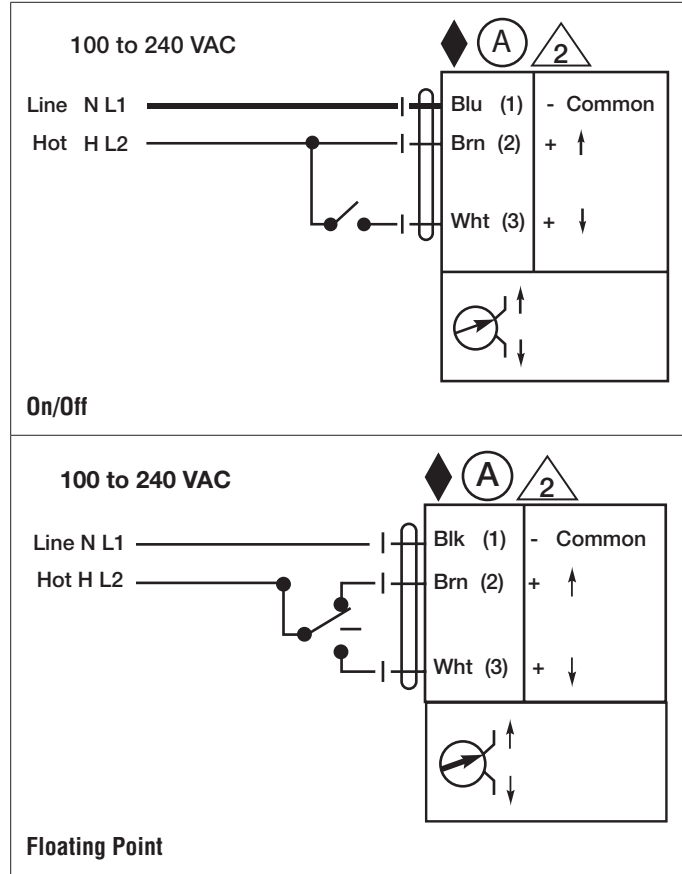 100 to 240 VAC
A
2
Line N L1
Blu (1) - Common
Hot H L2
Brn (2) + ↑
Wht (3) + ↓
On/Off
100 to 240 VAC
A
2
Line N L1
Blk (1) - Common
Hot H L2
Brn (2) + ↑
Wht (3) + ↓
Floating Point